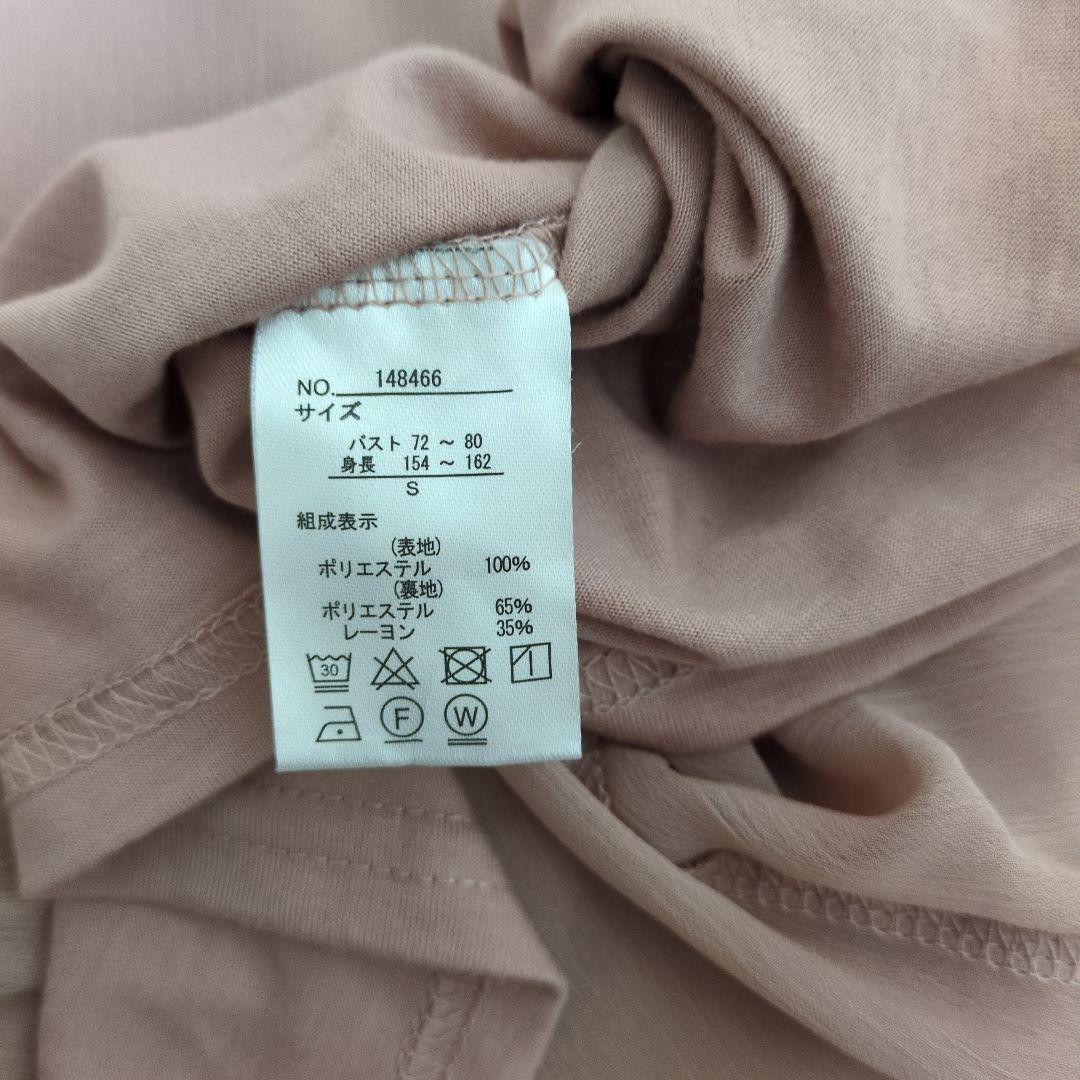 NO. 148466
サイズ
バスト 72 ～ 80
身長 154 ～ 162
S
組成表示
(表地)
ポリエステル 100%
(裏地)
ポリエステル 65%
レーヨン 35%
30
F W